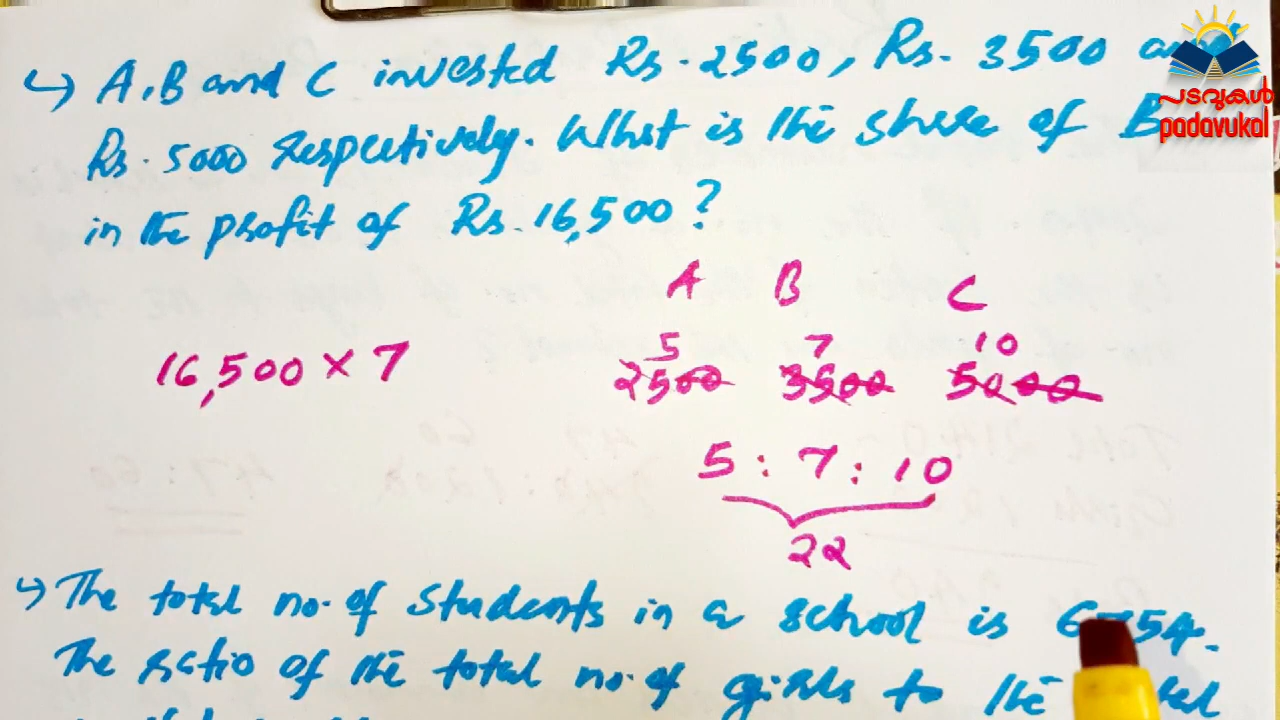 ↳ A, B and C invested Rs. 2500, Rs. 3500
Rs. 5000 respectively. What is the share of B
in the profit of Rs. 16,500?
പടവുകൾ
padavukal
A B C
5 7 10
2500 3500 5000
16,500 × 7
5 : 7 : 10
22
↳ The total no. of students in a school is
The ratio of the total no. of girls to the